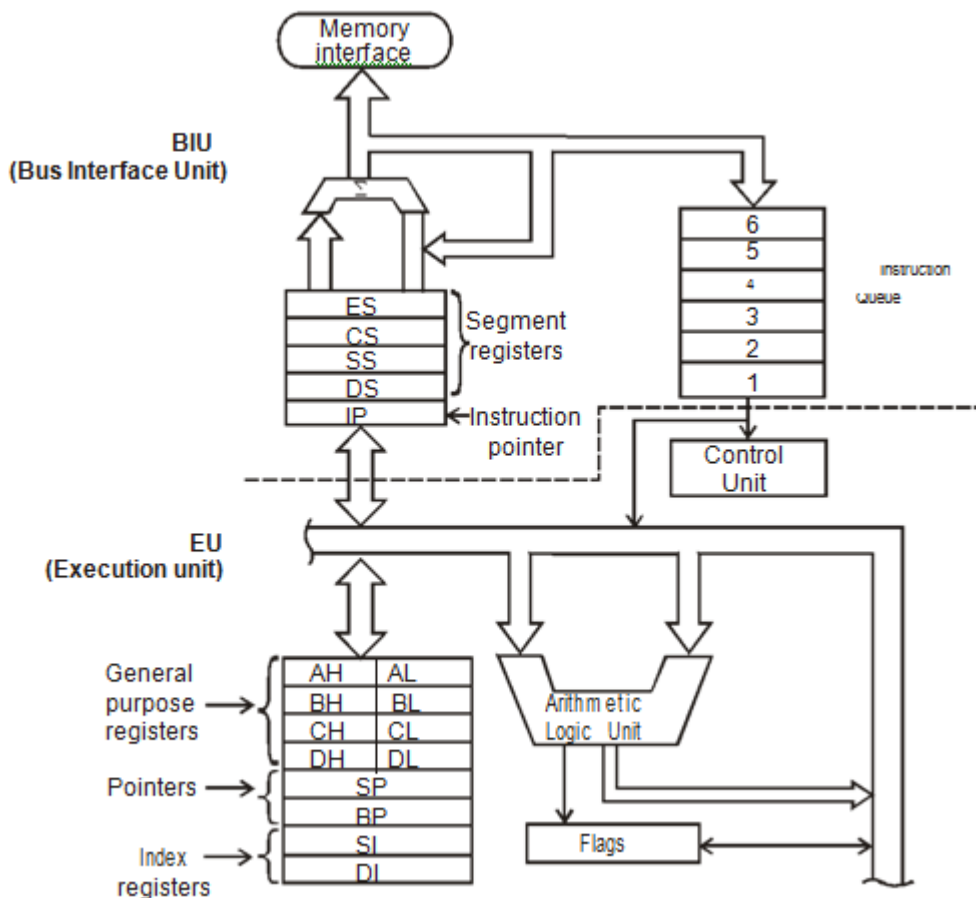 Memory
interface
BIU
(Bus Interface Unit)
Σ
6
5
4
3
2
1
Instruction
Queue
ES
CS
SS
DS
IP
Segment
registers
Instruction
pointer
Control
Unit
EU
(Execution unit)
General
purpose
registers
AH AL
BH BL
CH CL
DH DL
Pointers
SP
BP
Index
registers
SI
DI
Arithmetic
Logic Unit
Flags